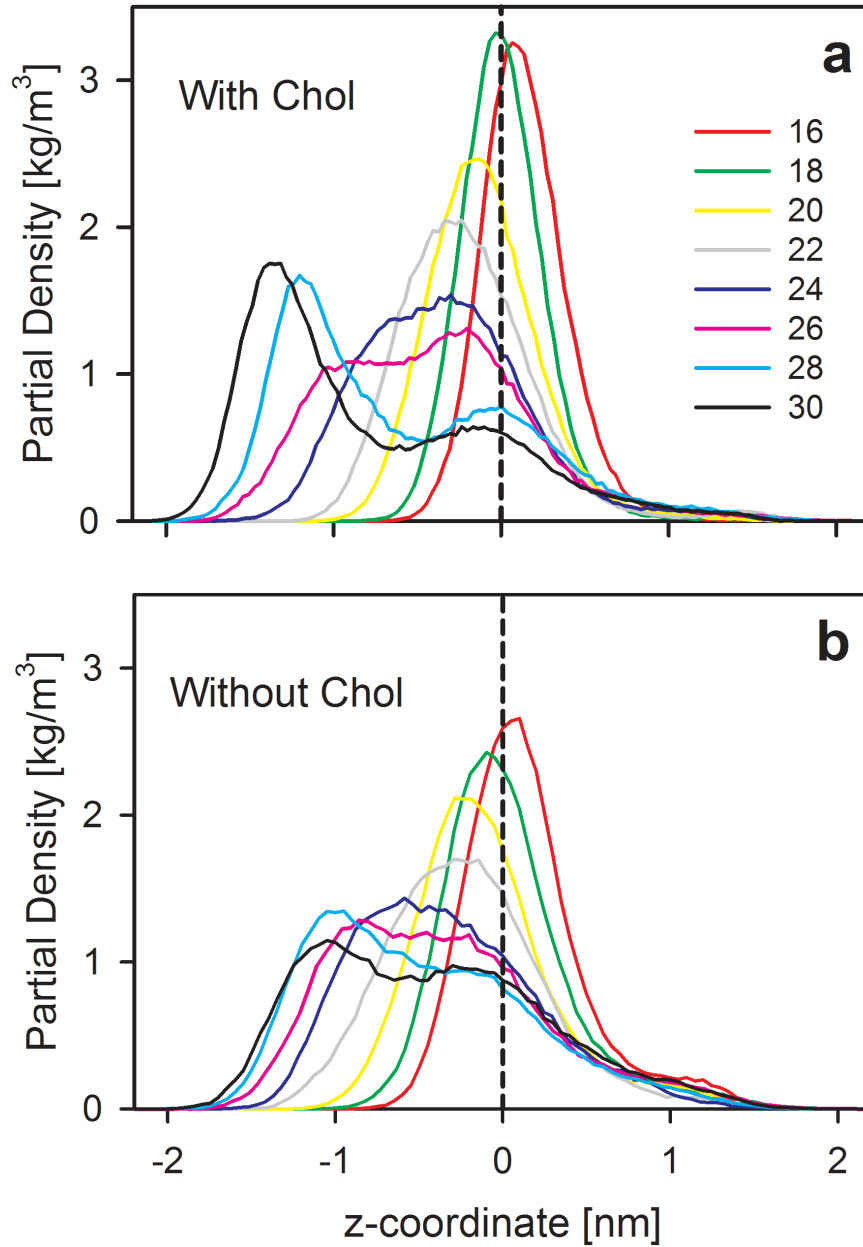 a
With Chol
Partial Density [kg/m³]
3
2
1
0
16
18
20
22
24
26
28
30
b
Without Chol
Partial Density [kg/m³]
3
2
1
0
-2 -1 0 1 2
z-coordinate [nm]